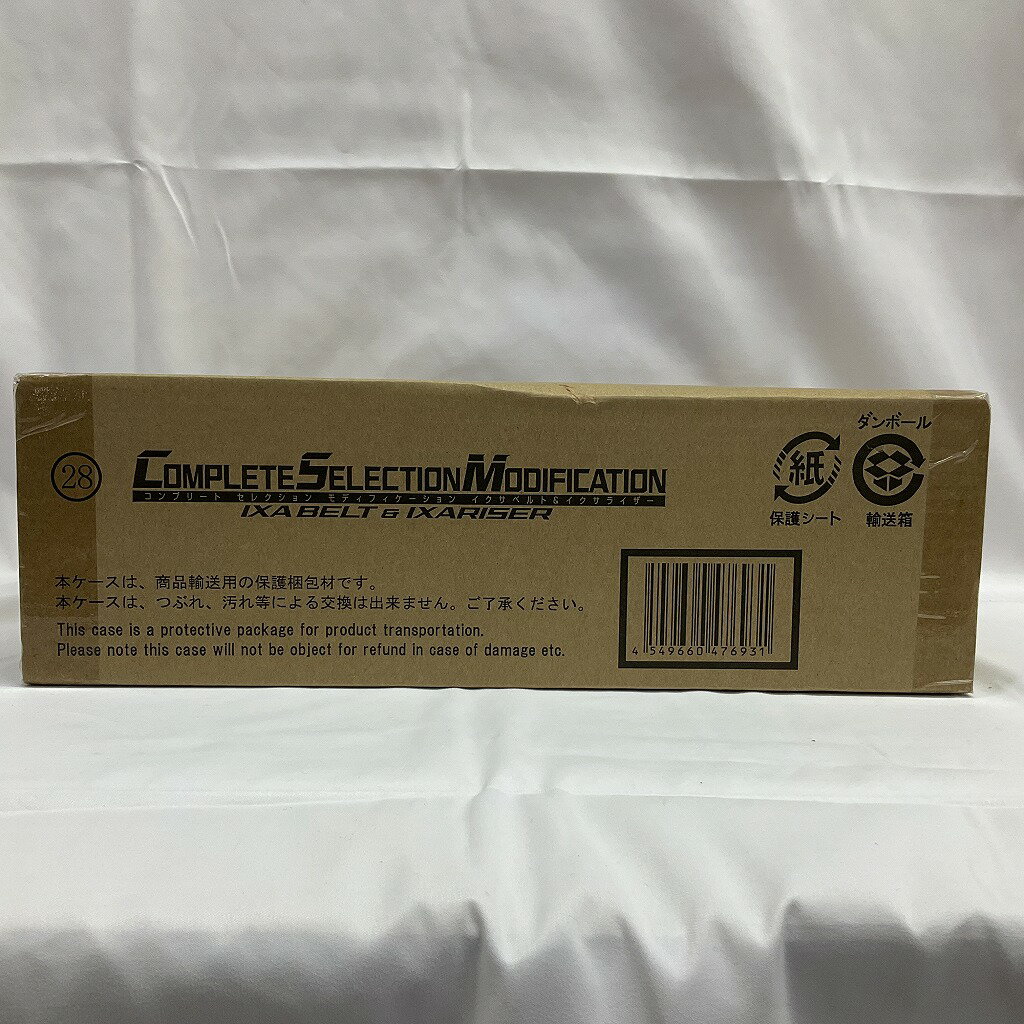 28
COMPLETE SELECTION MODIFICATION
コンプリート セレクション モディフィケーション イクサベルト&イクサライザー
IXA BELT & IXARISER
ダンボール
紙
保護シート 輸送箱
本ケースは、商品輸送用の保護梱包材です。
本ケースは、つぶれ、汚れ等による交換は出来ません。ご了承ください。
This case is a protective package for product transportation.
Please note this case will not be object for refund in case of damage etc.
4 549660 476931